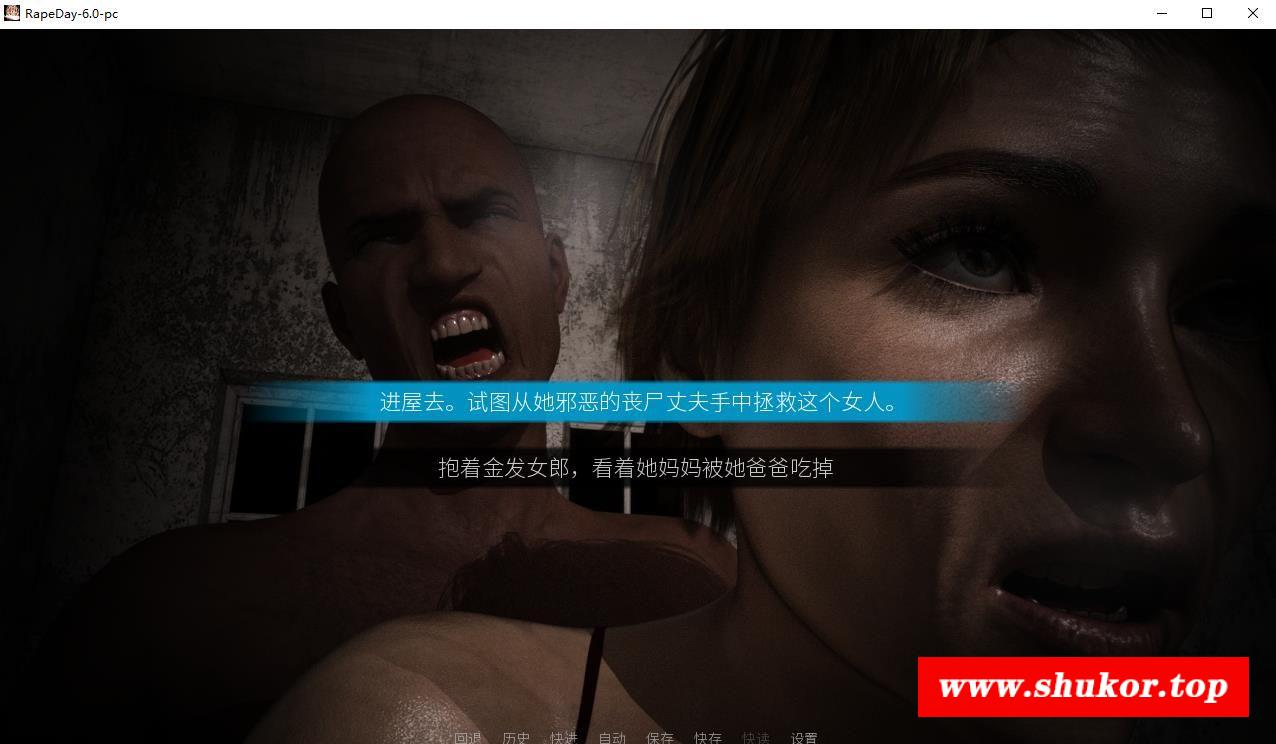 RapeDay-6.0-pc
进屋去。试图从她邪恶的丧尸丈夫手中拯救这个女人。
抱着金发女郎，看着她妈妈被她爸爸吃掉
www.shukor.top
回退 历史 快进 自动 保存 快存 快读 设置